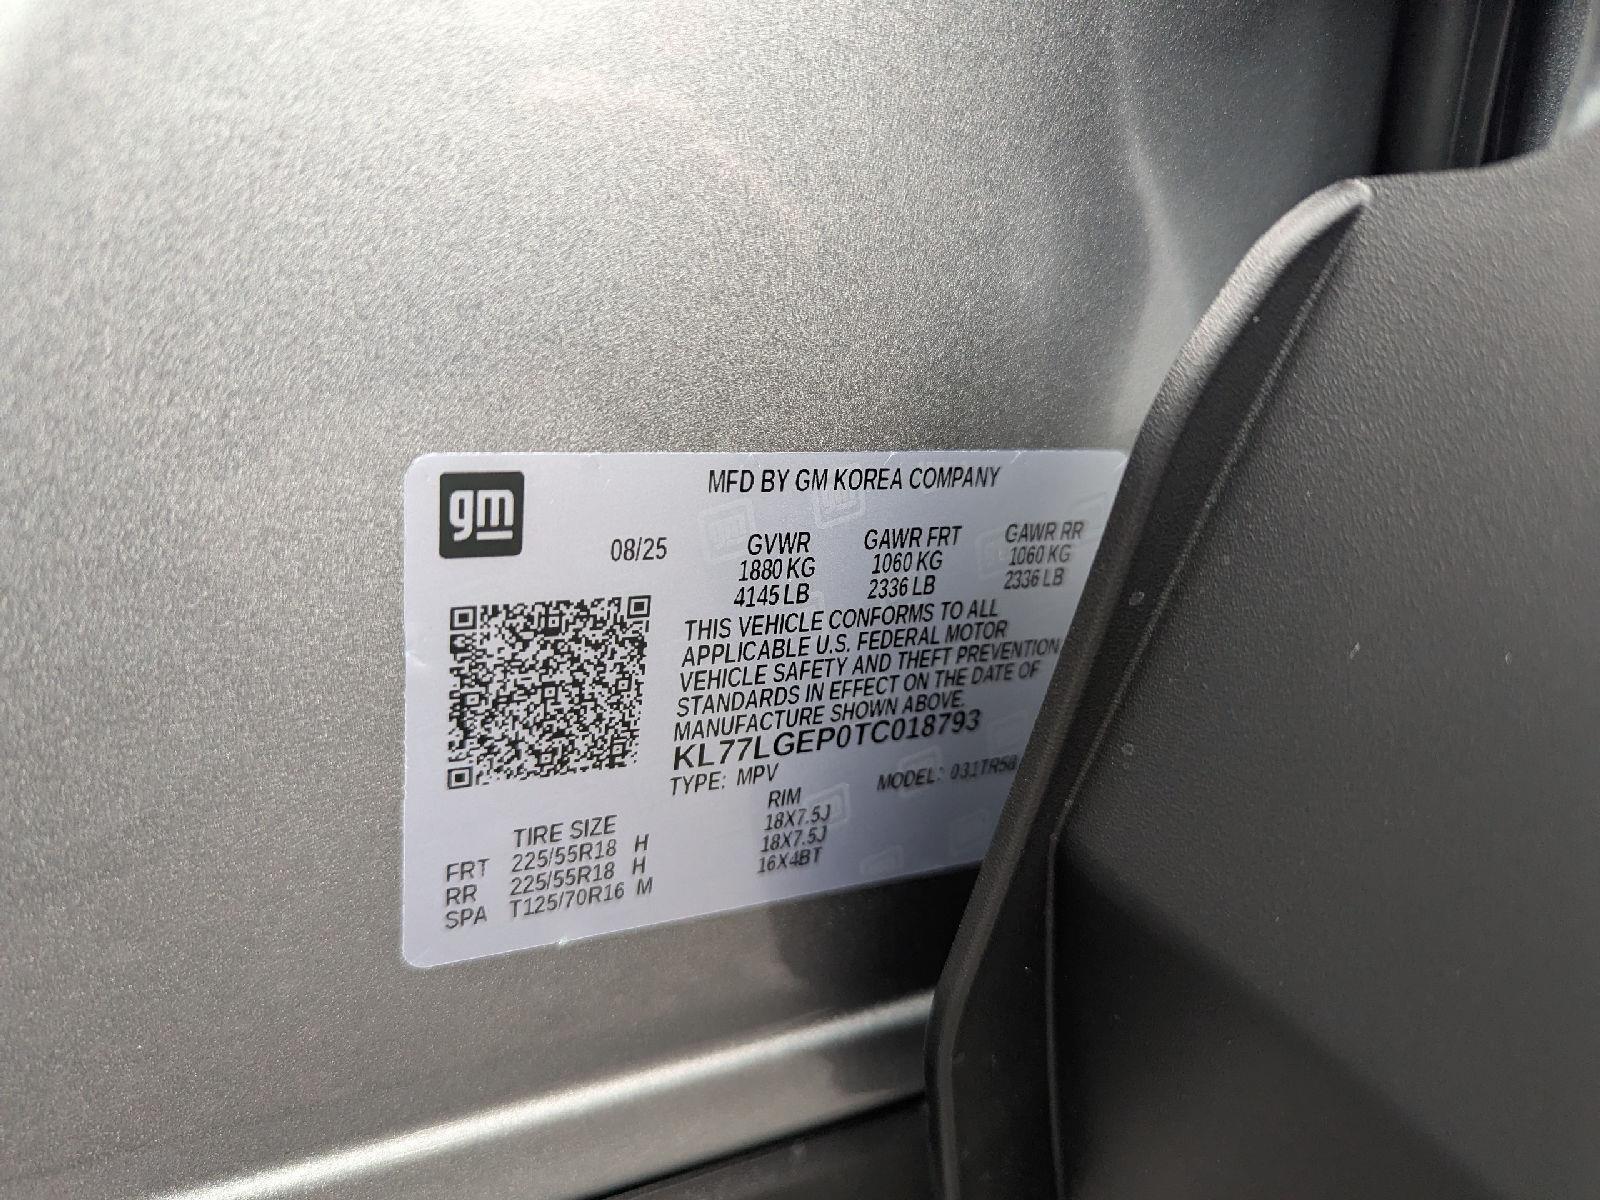 gm
MFD BY GM KOREA COMPANY
08/25
GVWR GAWR FRT GAWR RR
1880 KG 1060 KG 1060 KG
4145 LB 2336 LB 2336 LB
THIS VEHICLE CONFORMS TO ALL
APPLICABLE U.S. FEDERAL MOTOR
VEHICLE SAFETY AND THEFT PREVENTION
STANDARDS IN EFFECT ON THE DATE OF
MANUFACTURE SHOWN ABOVE.
KL77LGEP0TC018793
TYPE: MPV MODEL:
TIRE SIZE RIM
FRT 225/55R18 H 18X7.5J
RR 225/55R18 H 18X7.5J
SPA T125/70R16 M 16X4BT